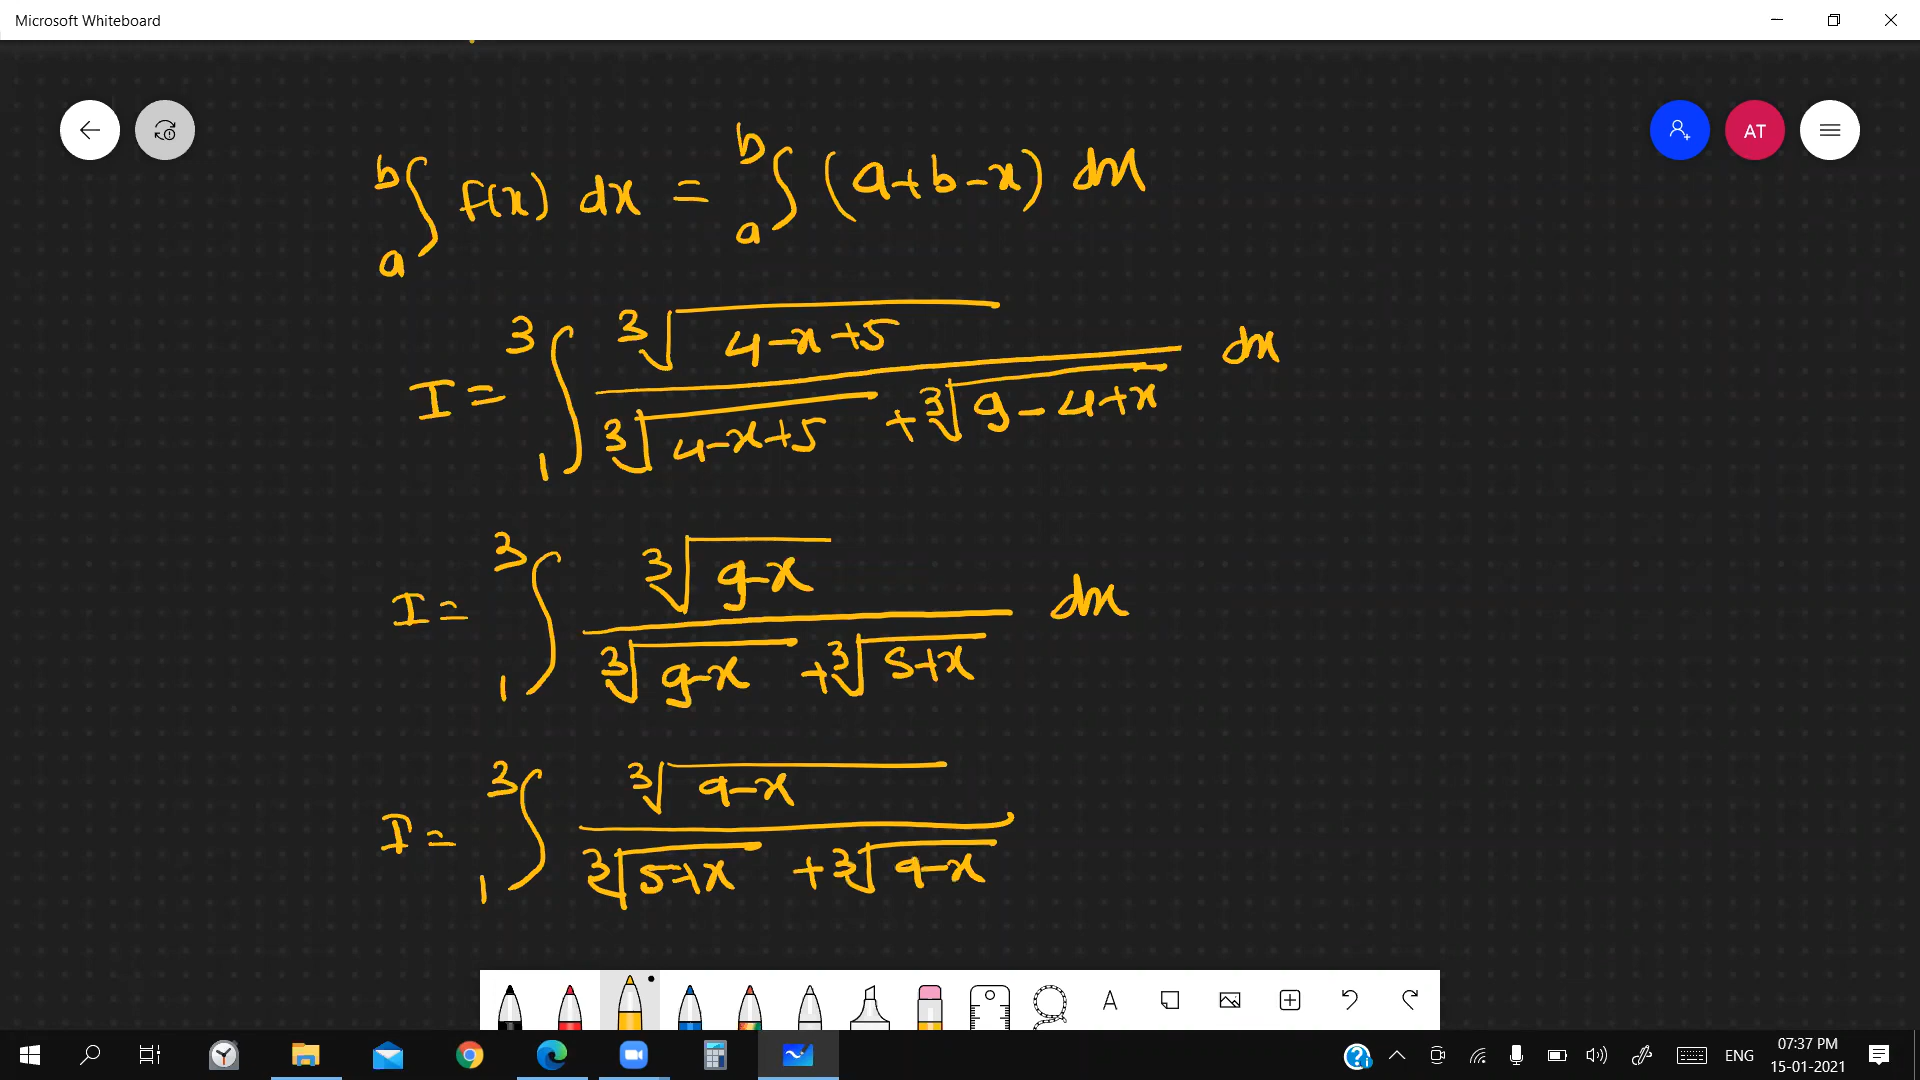 Microsoft Whiteboard
AT
b∫a f(x) dx = b∫a (a+b-x) dx
I = 3∫1 ∛(4-x+5) / (∛(4-x+5) + ∛(9-4+x)) dx
I = 3∫1 ∛(9-x) / (∛(9-x) + ∛(5+x)) dx
I = 3∫1 ∛(9-x) / (∛(5+x) + ∛(9-x))
ENG
07:37 PM
15-01-2021